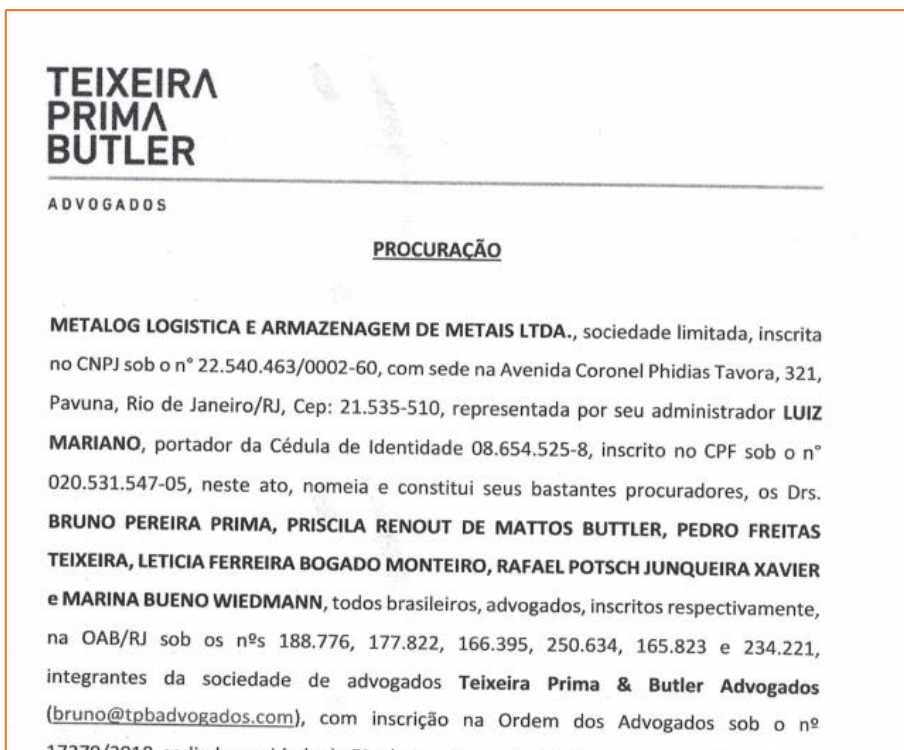 TEIXEIRA
PRIMA
BUTLER
ADVOGADOS
PROCURAÇÃO
METALOG LOGISTICA E ARMAZENAGEM DE METAIS LTDA., sociedade limitada, inscrita
no CNPJ sob o n° 22.540.463/0002-60, com sede na Avenida Coronel Phidias Tavora, 321,
Pavuna, Rio de Janeiro/RJ, Cep: 21.535-510, representada por seu administrador LUIZ
MARIANO, portador da Cédula de Identidade 08.654.525-8, inscrito no CPF sob o n°
020.531.547-05, neste ato, nomeia e constitui seus bastantes procuradores, os Drs.
BRUNO PEREIRA PRIMA, PRISCILA RENOUT DE MATTOS BUTTLER, PEDRO FREITAS
TEIXEIRA, LETICIA FERREIRA BOGADO MONTEIRO, RAFAEL POTSCH JUNQUEIRA XAVIER
e MARINA BUENO WIEDMANN, todos brasileiros, advogados, inscritos respectivamente,
na OAB/RJ sob os nºs 188.776, 177.822, 166.395, 250.634, 165.823 e 234.221,
integrantes da sociedade de advogados Teixeira Prima & Butler Advogados
(bruno@tpbadvogados.com), com inscrição na Ordem dos Advogados sob o nº